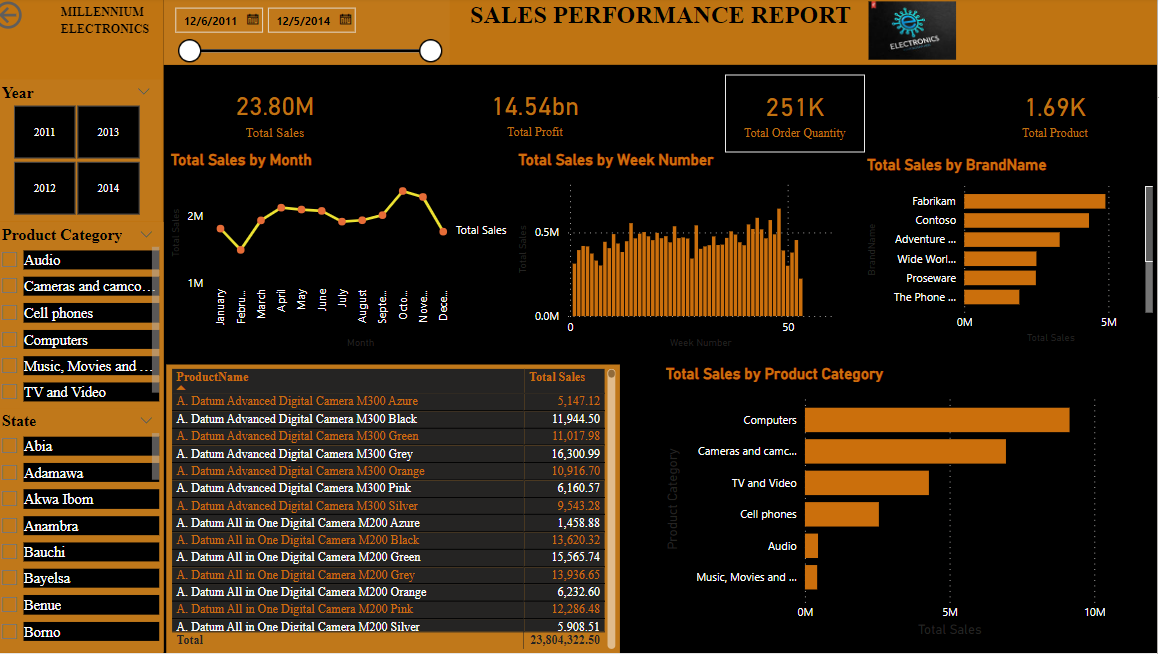 MILLENNIUM
ELECTRONICS
12/6/2011
12/5/2014
SALES PERFORMANCE REPORT
ELECTRONICS
Year
2011
2013
2012
2014
Product Category
Audio
Cameras and camco…
Cell phones
Computers
Music, Movies and …
TV and Video
State
Abia
Adamawa
Akwa Ibom
Anambra
Bauchi
Bayelsa
Benue
Borno
23.80M
Total Sales
14.54bn
Total Profit
251K
Total Order Quantity
1.69K
Total Product
Total Sales by Month
Total Sales
2M
1M
Total Sales
January
Febru…
March
April
May
June
July
August
Septe…
Octo…
Nove…
Dece…
Month
Total Sales by Week Number
Total Sales
0.5M
0.0M
0
50
Week Number
Total Sales by BrandName
BrandName
Fabrikam
Contoso
Adventure ...
Wide Worl...
Proseware
The Phone ...
0M
5M
Total Sales
ProductName Total Sales
A. Datum Advanced Digital Camera M300 Azure 5,147.12
A. Datum Advanced Digital Camera M300 Black 11,944.50
A. Datum Advanced Digital Camera M300 Green 11,017.98
A. Datum Advanced Digital Camera M300 Grey 16,300.99
A. Datum Advanced Digital Camera M300 Orange 10,916.70
A. Datum Advanced Digital Camera M300 Pink 6,160.57
A. Datum Advanced Digital Camera M300 Silver 9,543.28
A. Datum All in One Digital Camera M200 Azure 1,458.88
A. Datum All in One Digital Camera M200 Black 13,620.32
A. Datum All in One Digital Camera M200 Green 15,565.74
A. Datum All in One Digital Camera M200 Grey 13,936.65
A. Datum All in One Digital Camera M200 Orange 6,232.60
A. Datum All in One Digital Camera M200 Pink 12,286.48
A. Datum All in One Digital Camera M200 Silver 5,908.51
Total 23,804,322.50
Total Sales by Product Category
Product Category
Computers
Cameras and camc...
TV and Video
Cell phones
Audio
Music, Movies and ...
0M
5M
10M
Total Sales